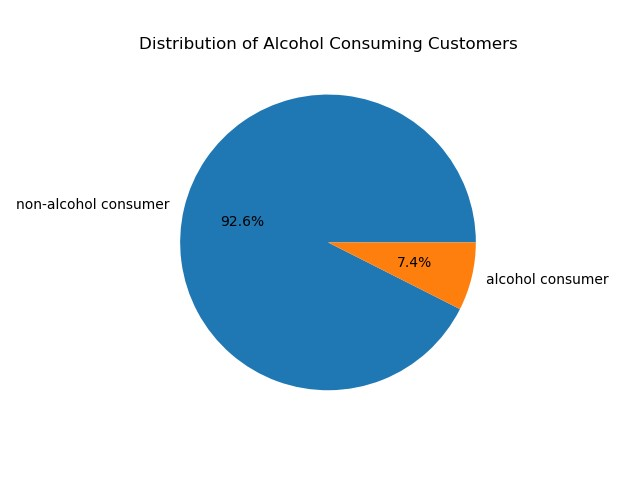 Distribution of Alcohol Consuming Customers
non-alcohol consumer
92.6%
7.4%
alcohol consumer